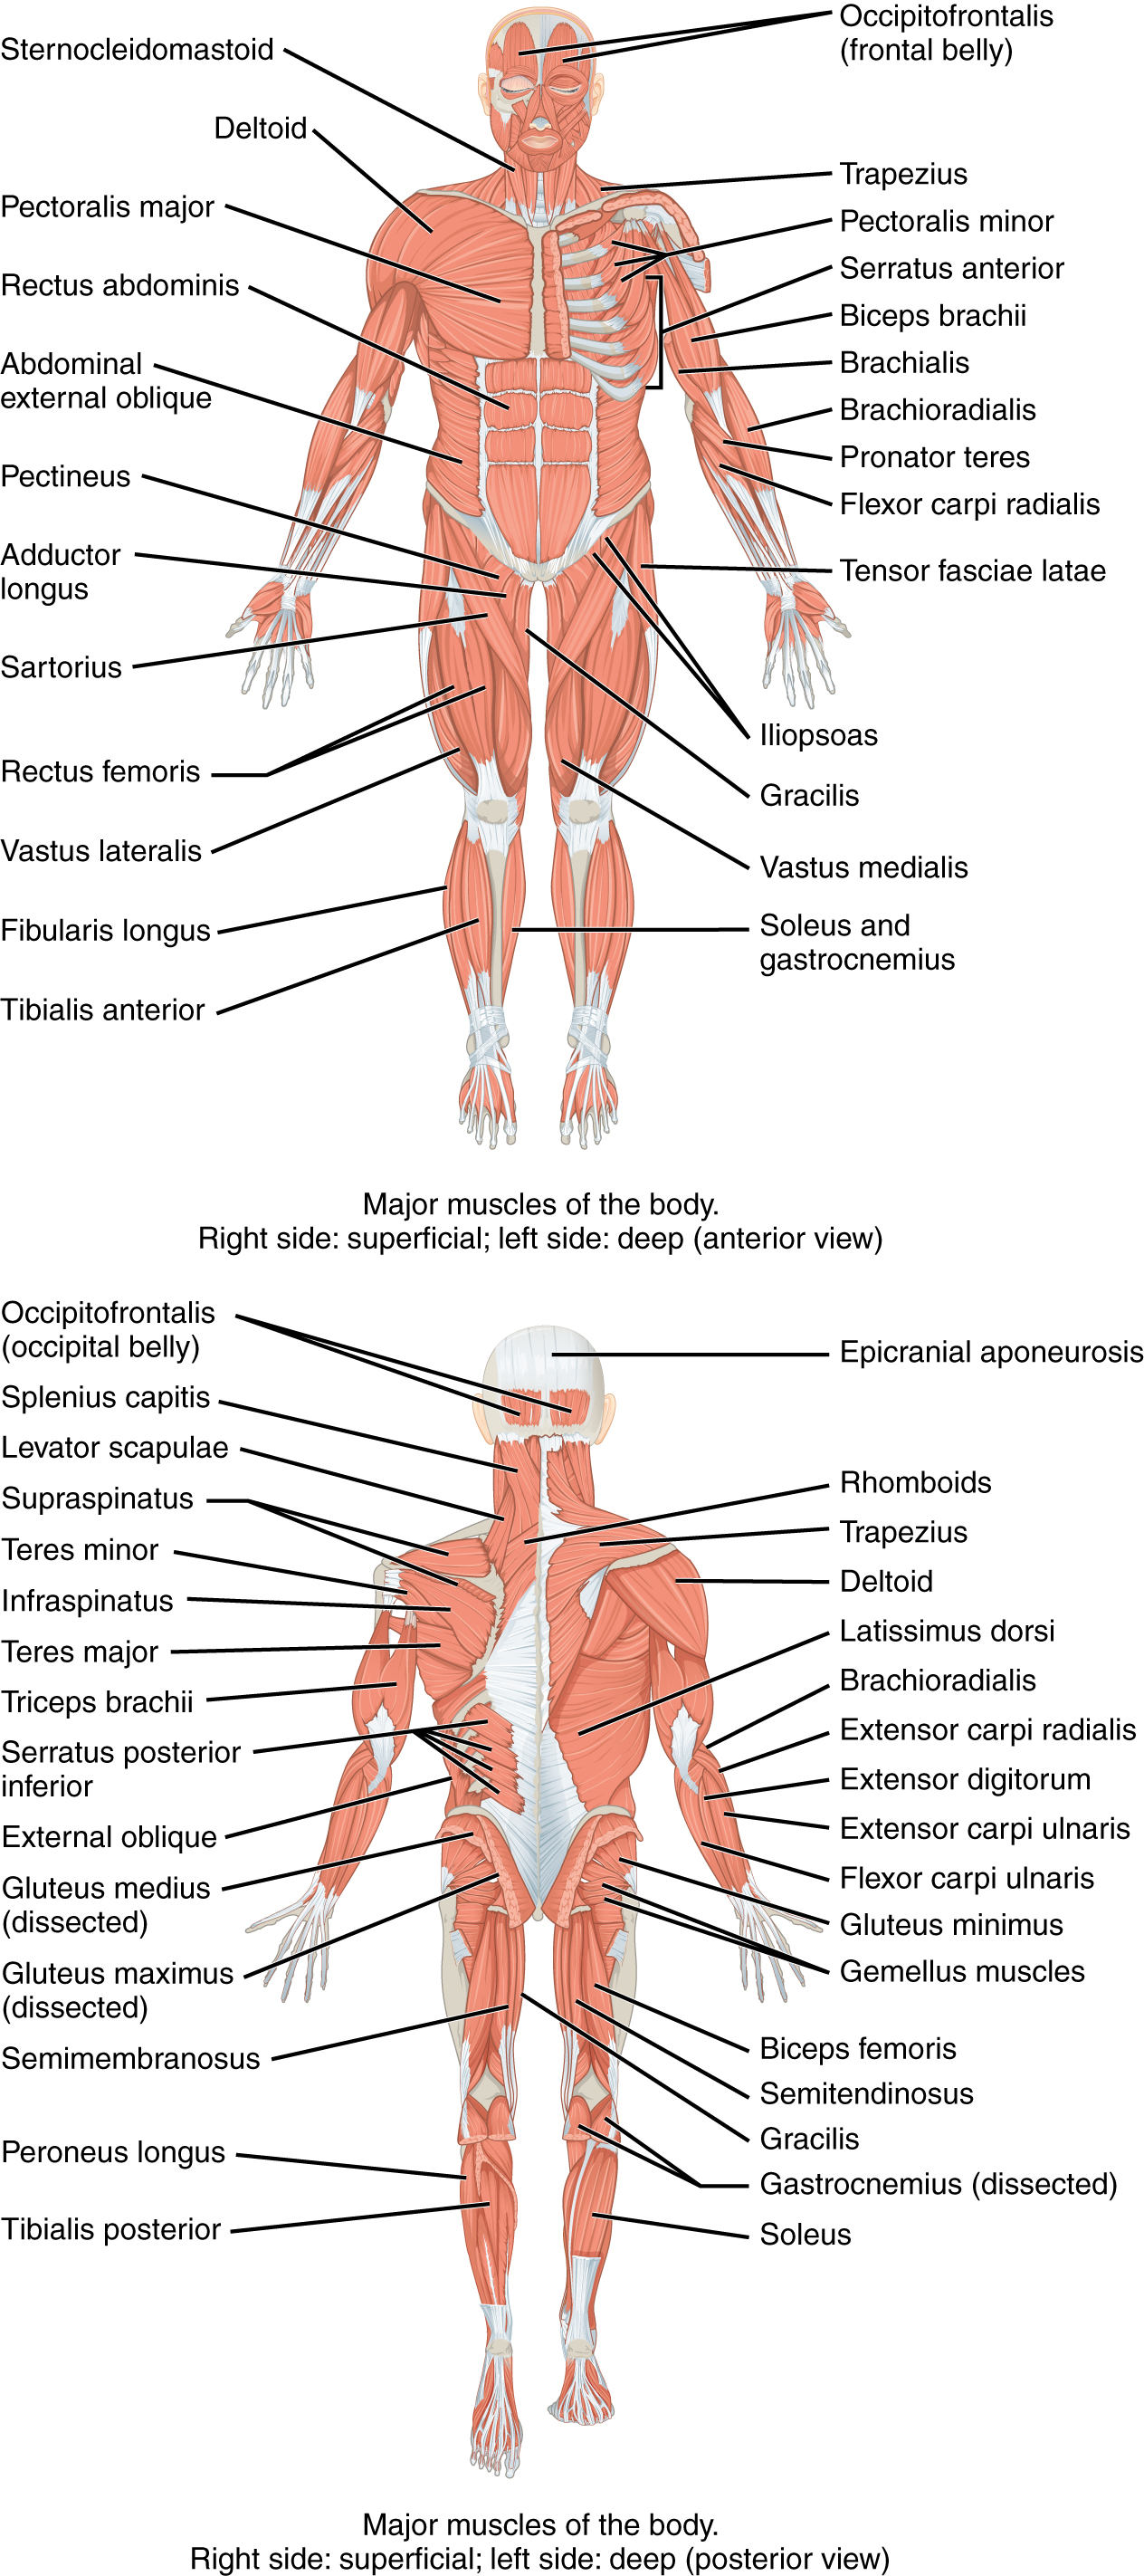 Sternocleidomastoid
Deltoid
Pectoralis major
Rectus abdominis
Abdominal
external oblique
Pectineus
Adductor
longus
Sartorius
Rectus femoris
Vastus lateralis
Fibularis longus
Tibialis anterior
Occipitofrontalis
(frontal belly)
Trapezius
Pectoralis minor
Serratus anterior
Biceps brachii
Brachialis
Brachioradialis
Pronator teres
Flexor carpi radialis
Tensor fasciae latae
Iliopsoas
Gracilis
Vastus medialis
Soleus and
gastrocnemius
Major muscles of the body.
Right side: superficial; left side: deep (anterior view)
Occipitofrontalis
(occipital belly)
Splenius capitis
Levator scapulae
Supraspinatus
Teres minor
Infraspinatus
Teres major
Triceps brachii
Serratus posterior
inferior
External oblique
Gluteus medius
(dissected)
Gluteus maximus
(dissected)
Semimembranosus
Peroneus longus
Tibialis posterior
Epicranial aponeurosis
Rhomboids
Trapezius
Deltoid
Latissimus dorsi
Brachioradialis
Extensor carpi radialis
Extensor digitorum
Extensor carpi ulnaris
Flexor carpi ulnaris
Gluteus minimus
Gemellus muscles
Biceps femoris
Semitendinosus
Gracilis
Gastrocnemius (dissected)
Soleus
Major muscles of the body.
Right side: superficial; left side: deep (posterior view)